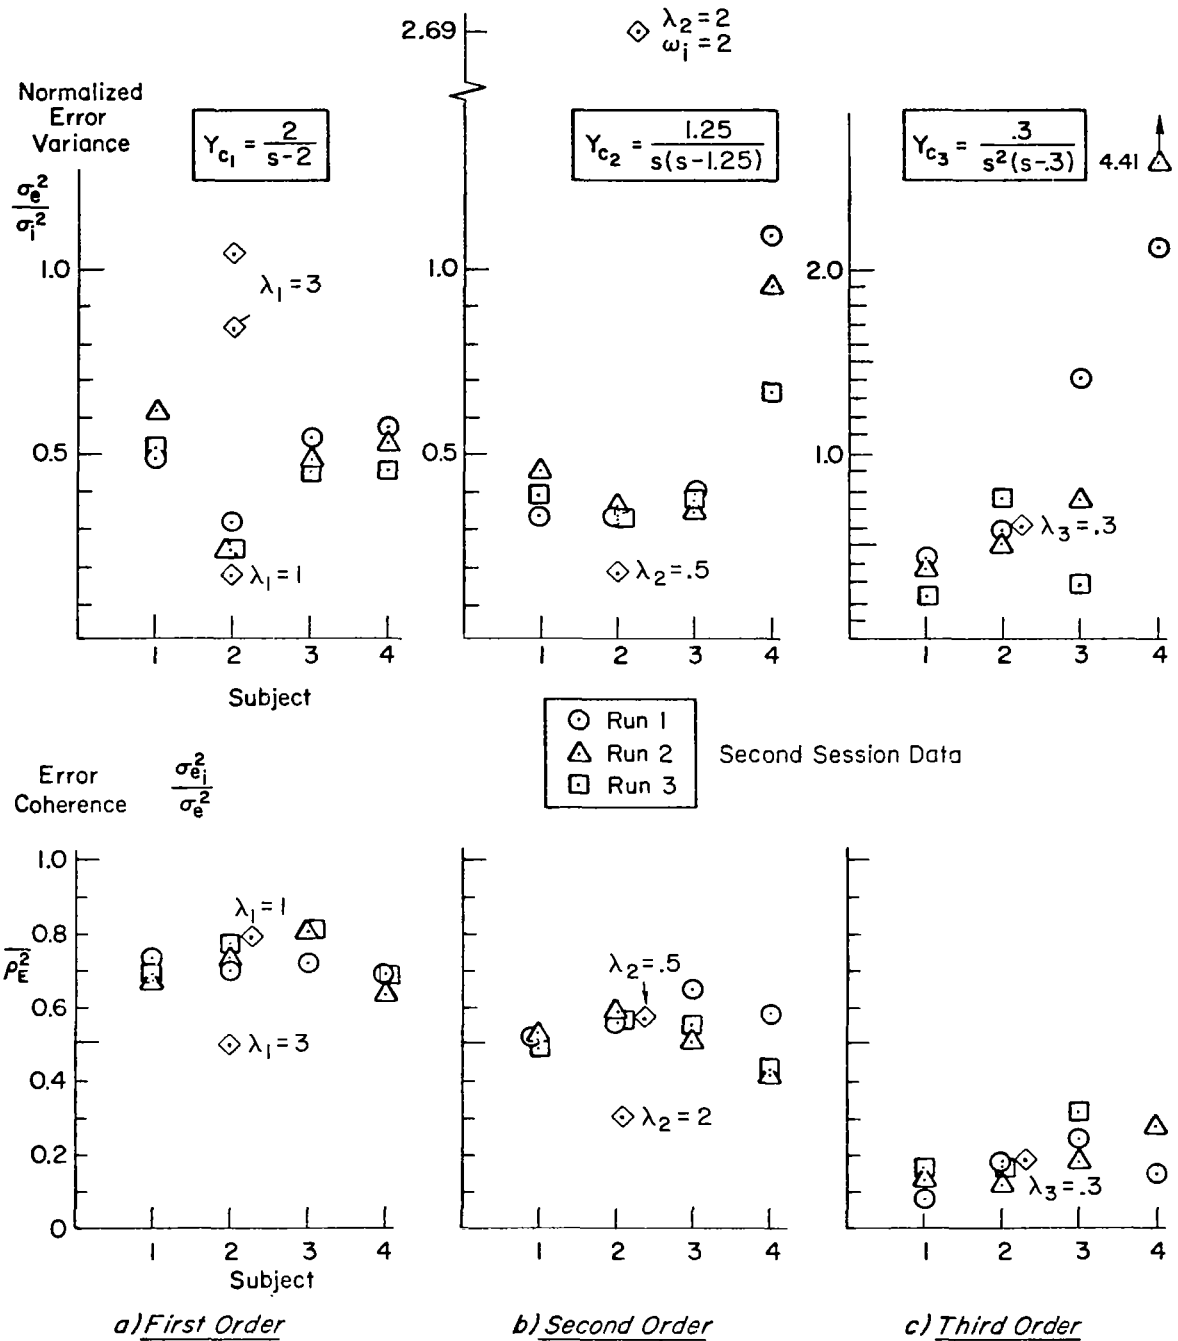 2.69
λ₂=2
ωᵢ=2
Normalized
Error
Variance
σe²/σi²
Yc₁ = 2/(s-2)
Yc₂ = 1.25/(s(s-1.25))
Yc₃ = .3/(s²(s-.3))
4.41
1.0
0.5
λ₁=3
λ₁=1
1 2 3 4
Subject
1.0
0.5
λ₂=.5
1 2 3 4
2.0
1.0
λ₃=.3
1 2 3 4
Run 1
Run 2
Run 3
Second Session Data
Error
Coherence
σeᵢ²/σe²
ρE²
1.0
0.8
0.6
0.4
0.2
0
λ₁=1
λ₁=3
1 2 3 4
Subject
λ₂=.5
λ₂=2
1 2 3 4
λ₃=.3
1 2 3 4
a) First Order
b) Second Order
c) Third Order